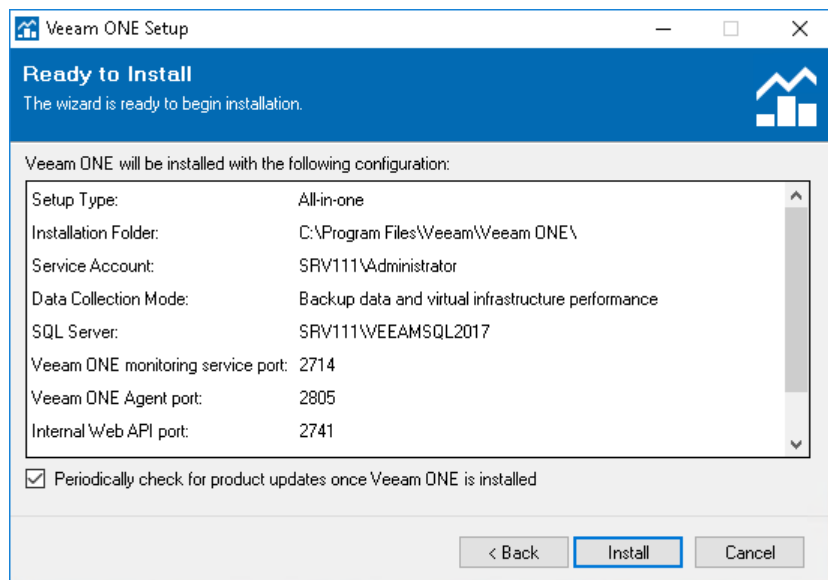 Veeam ONE Setup
Ready to Install
The wizard is ready to begin installation.
Veeam ONE will be installed with the following configuration:
Setup Type: All-in-one
Installation Folder: C:\Program Files\Veeam\Veeam ONE\
Service Account: SRV111\Administrator
Data Collection Mode: Backup data and virtual infrastructure performance
SQL Server: SRV111\VEEAMSQL2017
Veeam ONE monitoring service port: 2714
Veeam ONE Agent port: 2805
Internal Web API port: 2741
Periodically check for product updates once Veeam ONE is installed
< Back Install Cancel